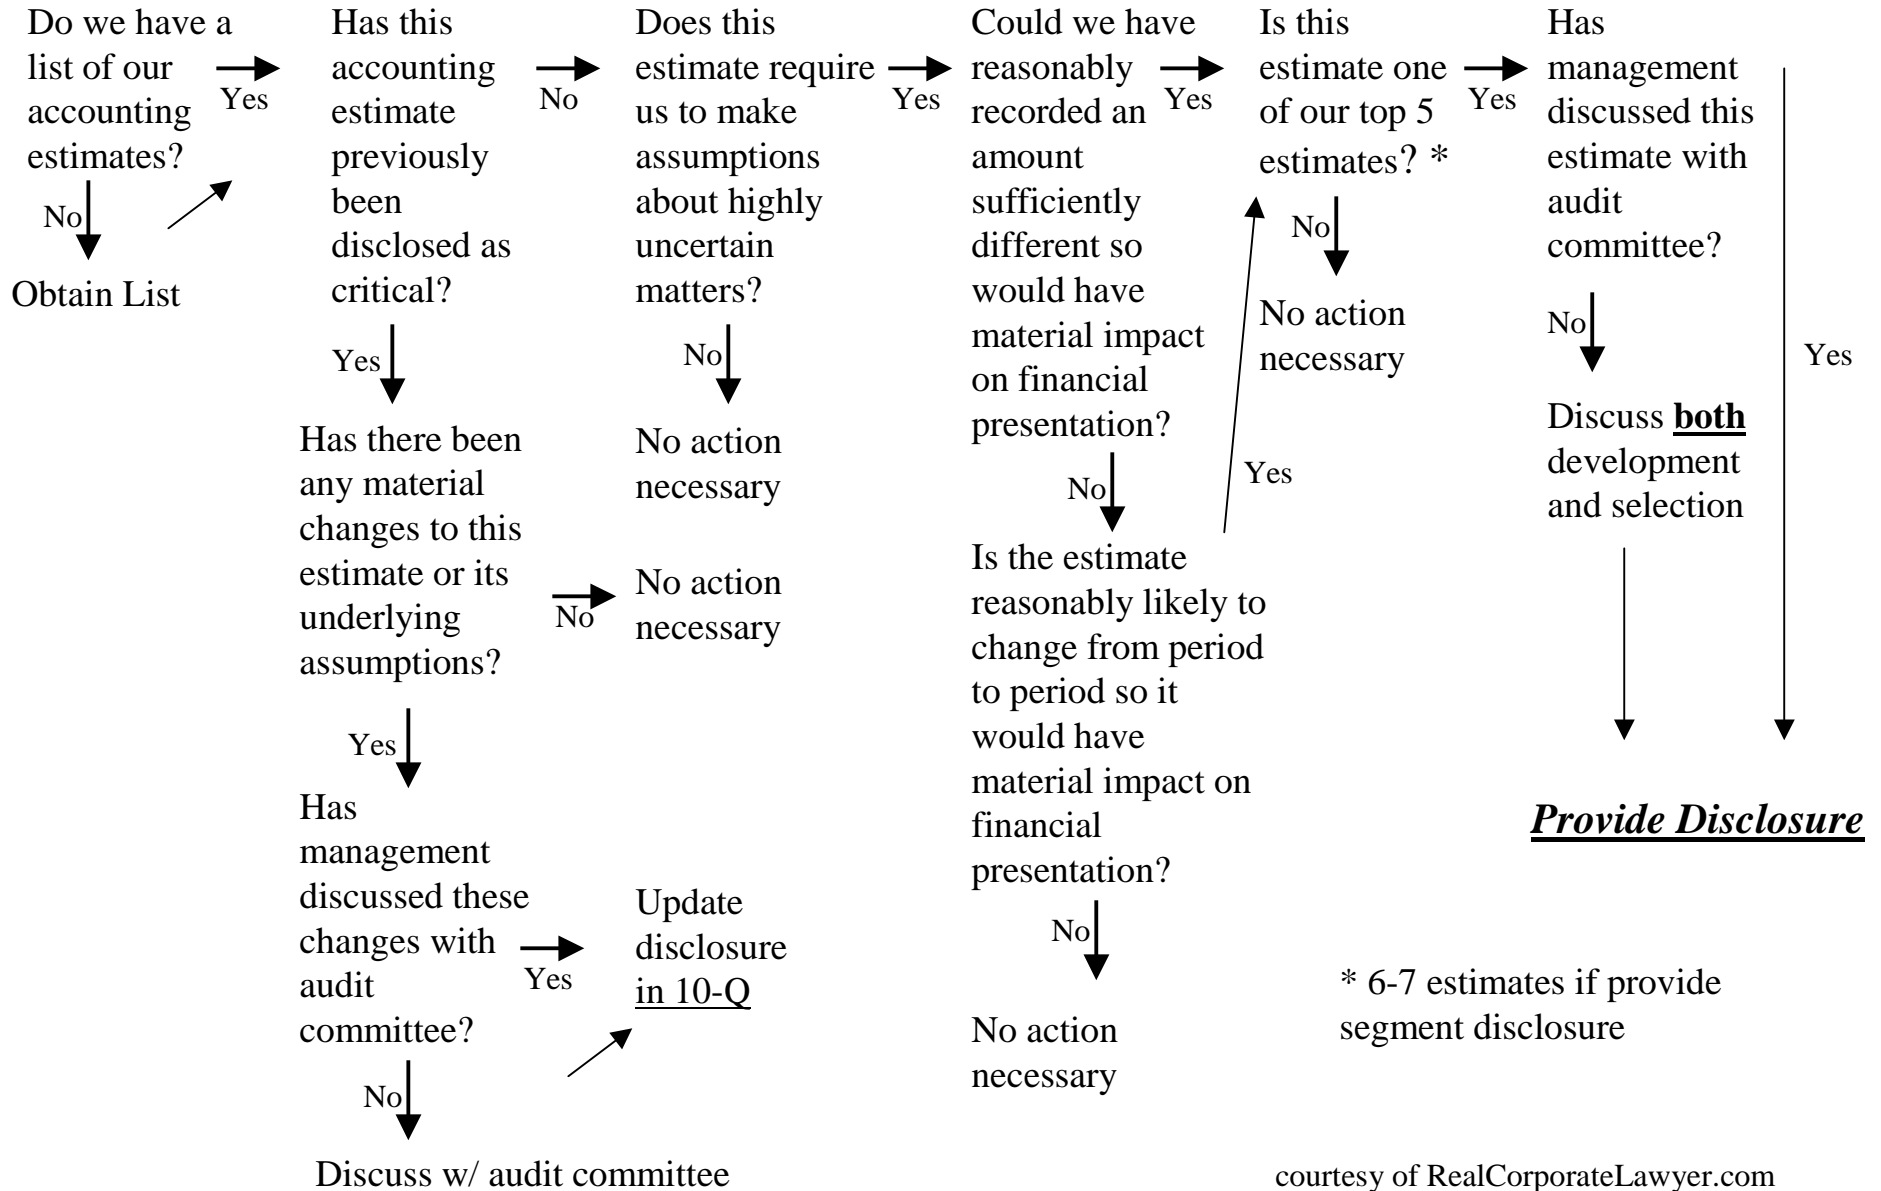 Do we have a
list of our
accounting
estimates?
Yes
No
Obtain List
Has this
accounting
estimate
previously
been
disclosed as
critical?
No
Yes
Has there been
any material
changes to this
estimate or its
underlying
assumptions?
No
No action
necessary
Yes
Has
management
discussed these
changes with
audit
committee?
Yes
Update
disclosure
in 10-Q
No
Discuss w/ audit committee
Does this
estimate require
us to make
assumptions
about highly
uncertain
matters?
Yes
No
No action
necessary
Could we have
reasonably
recorded an
amount
sufficiently
different so
would have
material impact
on financial
presentation?
Yes
No
Is the estimate
reasonably likely to
change from period
to period so it
would have
material impact on
financial
presentation?
Yes
No
No action
necessary
Is this
estimate one
of our top 5
estimates? *
Yes
No
No action
necessary
Has
management
discussed this
estimate with
audit
committee?
No
Yes
Discuss both
development
and selection
Provide Disclosure
* 6-7 estimates if provide
segment disclosure
courtesy of RealCorporateLawyer.com